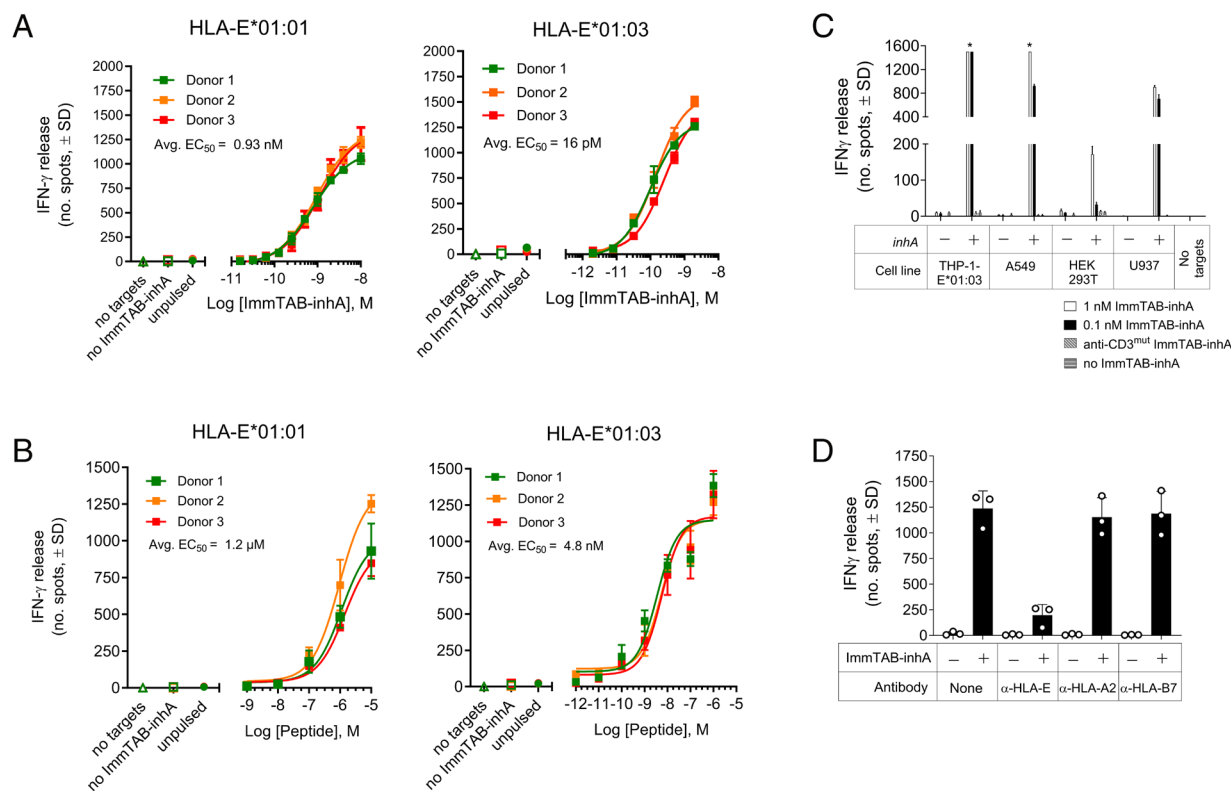 A
HLA-E*01:01
2000
1750
1500
1250
1000
750
500
250
0
IFN-γ release
(no. spots, ± SD)
Donor 1
Donor 2
Donor 3
Avg. EC50 = 0.93 nM
no targets
no ImmTAB-inhA
unpulsed
-10
-9
-8
Log [ImmTAB-inhA], M
HLA-E*01:03
2000
1750
1500
1250
1000
750
500
250
0
Donor 1
Donor 2
Donor 3
Avg. EC50 = 16 pM
no targets
no ImmTAB-inhA
unpulsed
-11
-10
-9
-8
Log [ImmTAB-inhA], M
C
1600
1200
800
400
200
100
0
IFNγ release
(no. spots, ± SD)
*
*
inhA − + − + − + − +
Cell line
THP-1-
E*01:03
A549
HEK
293T
U937
No
targets
1 nM ImmTAB-inhA
0.1 nM ImmTAB-inhA
anti-CD3mut ImmTAB-inhA
no ImmTAB-inhA
B
HLA-E*01:01
1500
1250
1000
750
500
250
0
IFN-γ release
(no. spots, ± SD)
Donor 1
Donor 2
Donor 3
Avg. EC50 = 1.2 µM
no targets
no ImmTAB-inhA
unpulsed
-9
-8
-7
-6
-5
Log [Peptide], M
HLA-E*01:03
1500
1250
1000
750
500
250
0
Donor 1
Donor 2
Donor 3
Avg. EC50 = 4.8 nM
no targets
no ImmTAB-inhA
unpulsed
-12
-11
-10
-9
-8
-7
-6
-5
Log [Peptide], M
D
1750
1500
1250
1000
750
500
250
0
IFNγ release
(no. spots, ± SD)
ImmTAB-inhA − + − + − + − +
Antibody None α-HLA-E α-HLA-A2 α-HLA-B7